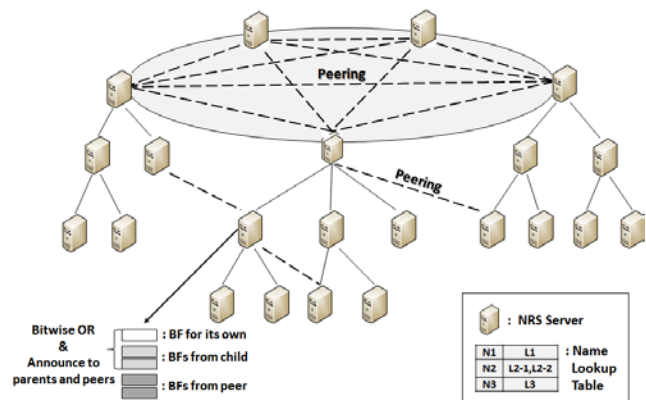 Peering
Peering
Bitwise OR
&
Announce to
parents and peers
: BF for its own
: BFs from child
: BFs from peer
: NRS Server
N1 L1 : Name
N2 L2-1,L2-2 Lookup
N3 L3 Table